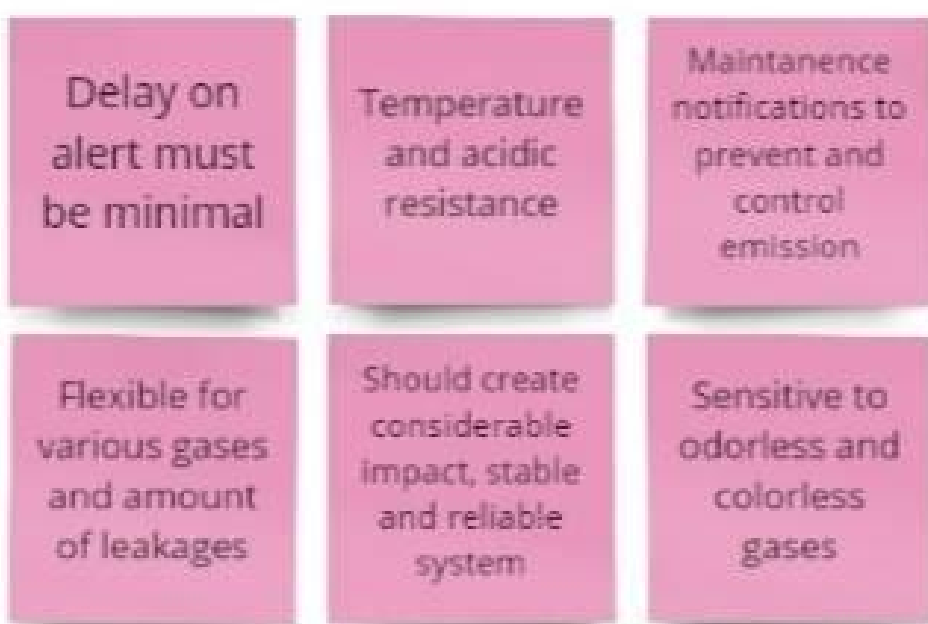 Delay on
alert must
be minimal
Temperature
and acidic
resistance
Maintanence
notifications to
prevent and
control
emission
Flexible for
various gases
and amount
of leakages
Should create
considerable
impact, stable
and reliable
system
Sensitive to
odorless and
colorless
gases